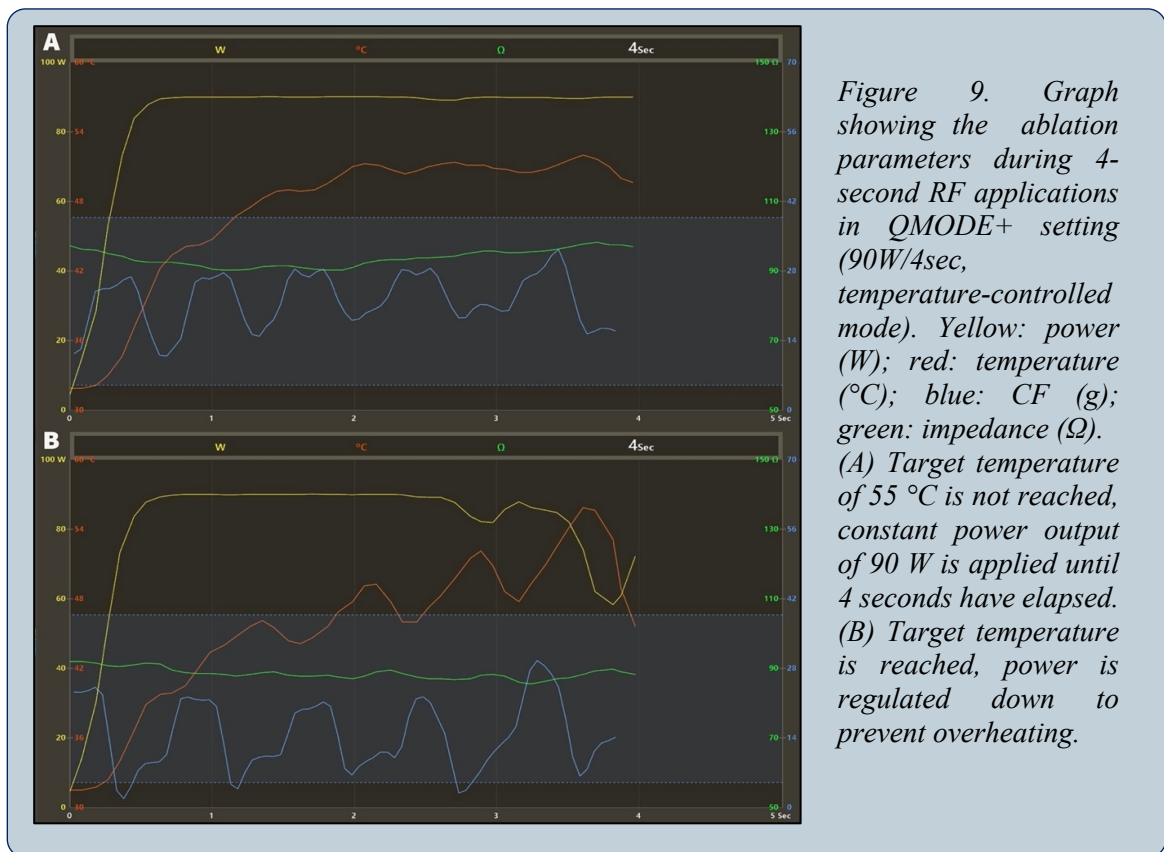 A
W °C Ω 4Sec
100 W 60 °C 150 Ω 70
80 54 130 56
60 48 110 42
40 42 90 28
20 36 70 14
0 30 50 0
0 1 2 3 4 5 Sec
B
W °C Ω 4Sec
100 W 60 °C 150 Ω 70
80 54 130 56
60 48 110 42
40 42 90 28
20 36 70 14
0 30 50 0
0 1 2 3 4 5 Sec
Figure 9. Graph
showing the ablation
parameters during 4-
second RF applications
in QMODE+ setting
(90W/4sec,
temperature-controlled
mode). Yellow: power
(W); red: temperature
(°C); blue: CF (g);
green: impedance (Ω).
(A) Target temperature
of 55 °C is not reached,
constant power output
of 90 W is applied until
4 seconds have elapsed.
(B) Target temperature
is reached, power is
regulated down to
prevent overheating.